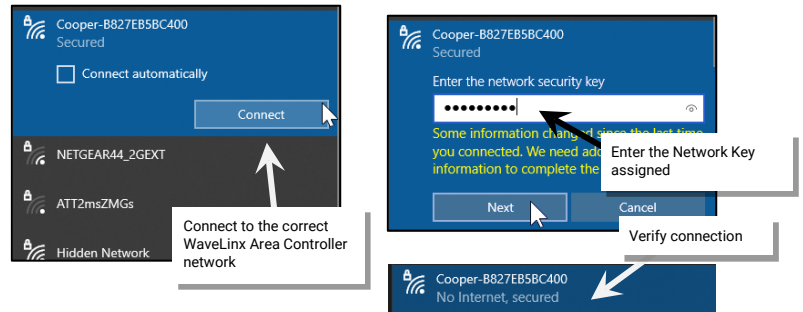 Cooper-B827EB5BC400
Secured
Connect automatically
Connect
NETGEAR44_2GEXT
ATT2msZMGs
Hidden Network
Connect to the correct
WaveLinx Area Controller
network
Cooper-B827EB5BC400
Secured
Enter the network security key
Some information changed since the last time
you connected. We need add
information to complete the
Enter the Network Key
assigned
Next
Cancel
Verify connection
Cooper-B827EB5BC400
No Internet, secured